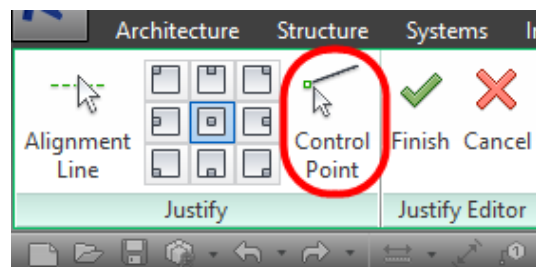 Architecture Structure Systems
Alignment Line
Control Point
Finish Cancel
Justify
Justify Editor